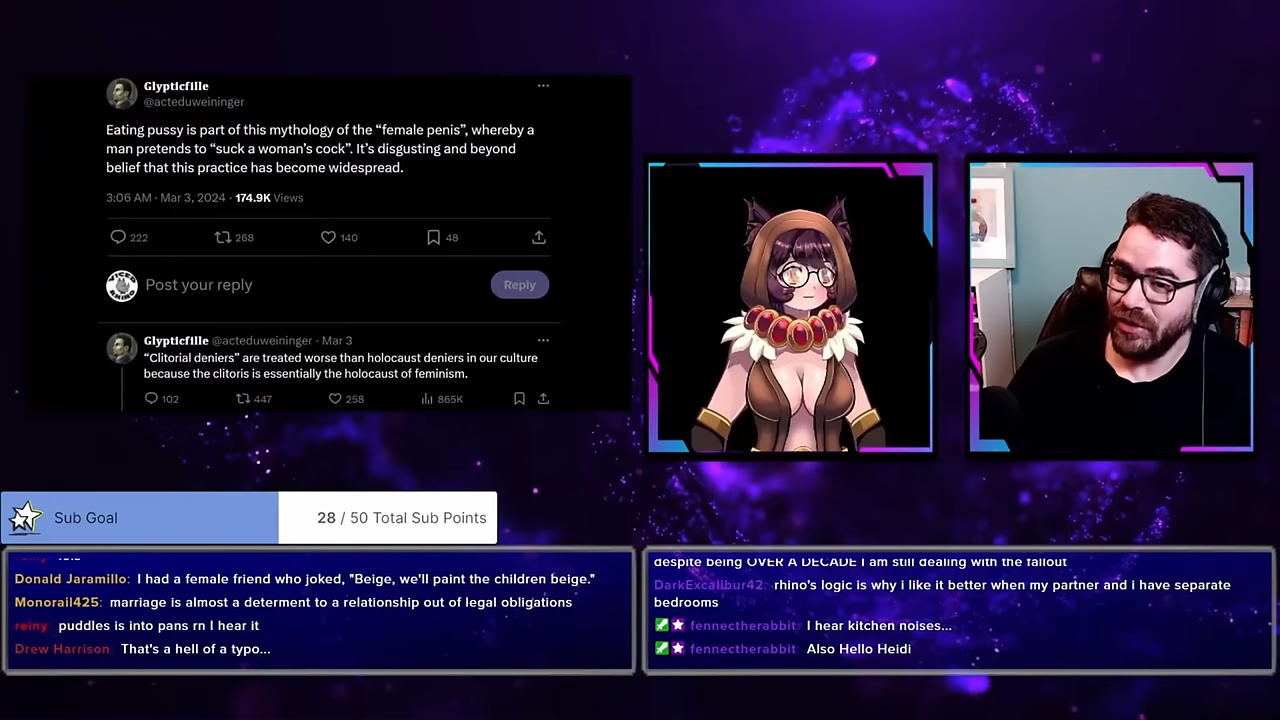 Glypticfille
@acteduweininger
Eating pussy is part of this mythology of the “female penis”, whereby a
man pretends to “suck a woman’s cock”. It’s disgusting and beyond
belief that this practice has become widespread.
3:06 AM · Mar 3, 2024 · 174.9K Views
222 268 140 48
Post your reply
Reply
Glypticfille @acteduweininger · Mar 3
“Clitorial deniers” are treated worse than holocaust deniers in our culture
because the clitoris is essentially the holocaust of feminism.
102 447 258 865K
Sub Goal
28 / 50 Total Sub Points
Donald Jaramillo: I had a female friend who joked, "Beige, we'll paint the children beige."
Monorail425: marriage is almost a determent to a relationship out of legal obligations
reiny: puddles is into pans rn I hear it
Drew Harrison: That's a hell of a typo...
despite being OVER A DECADE I am still dealing with the fallout
DarkExcalibur42: rhino's logic is why i like it better when my partner and i have separate
bedrooms
fennectherabbit: I hear kitchen noises...
fennectherabbit: Also Hello Heidi